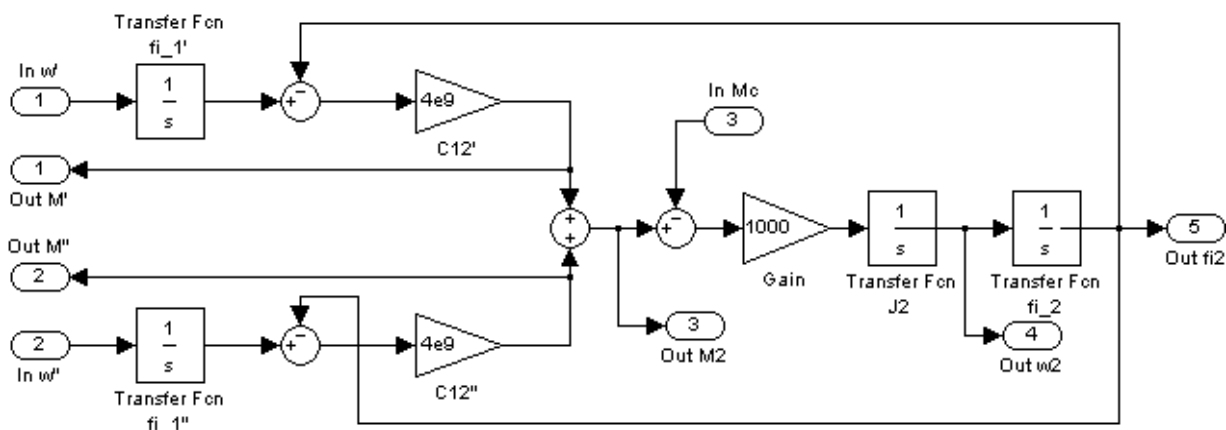 Transfer Fcn
fi_1'
In w'
1
1
s
4e9
C12'
In Mc
3
1
Out M'
Out M"
2
1000
Gain
1
s
Transfer Fcn
J2
1
s
Transfer Fcn
fi_2
5
Out fi2
2
In w"
1
s
Transfer Fcn
fi_1"
4e9
C12"
3
Out M2
4
Out w2